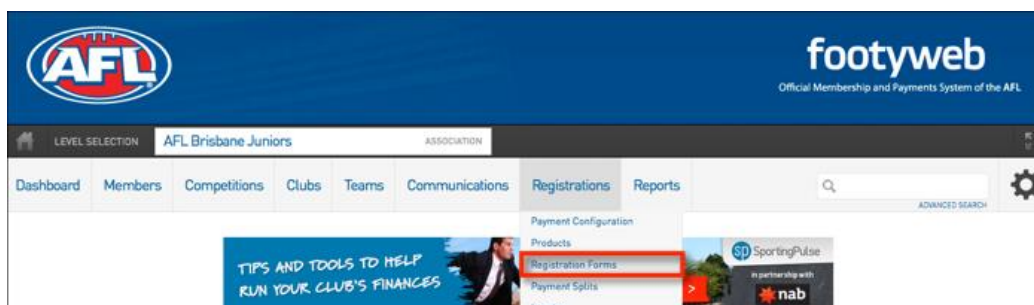 AFL
footyweb
Official Membership and Payments System of the AFL
LEVEL SELECTION AFL Brisbane Juniors ASSOCIATION
Dashboard Members Competitions Clubs Teams Communications Registrations Reports
ADVANCED SEARCH
Payment Configuration
Products
Registration Forms
Payment Splits
TIPS AND TOOLS TO HELP
RUN YOUR CLUB'S FINANCES
sp SportingPulse
in partnership with
nab